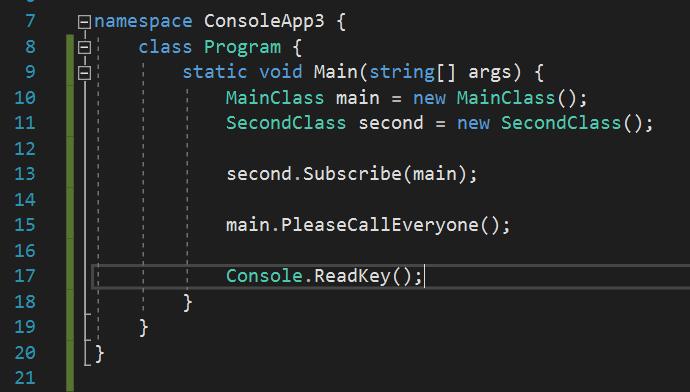 7 namespace ConsoleApp3 {
8 class Program {
9 static void Main(string[] args) {
10 MainClass main = new MainClass();
11 SecondClass second = new SecondClass();
12
13 second.Subscribe(main);
14
15 main.PleaseCallEveryone();
16
17 Console.ReadKey();
18 }
19 }
20 }
21